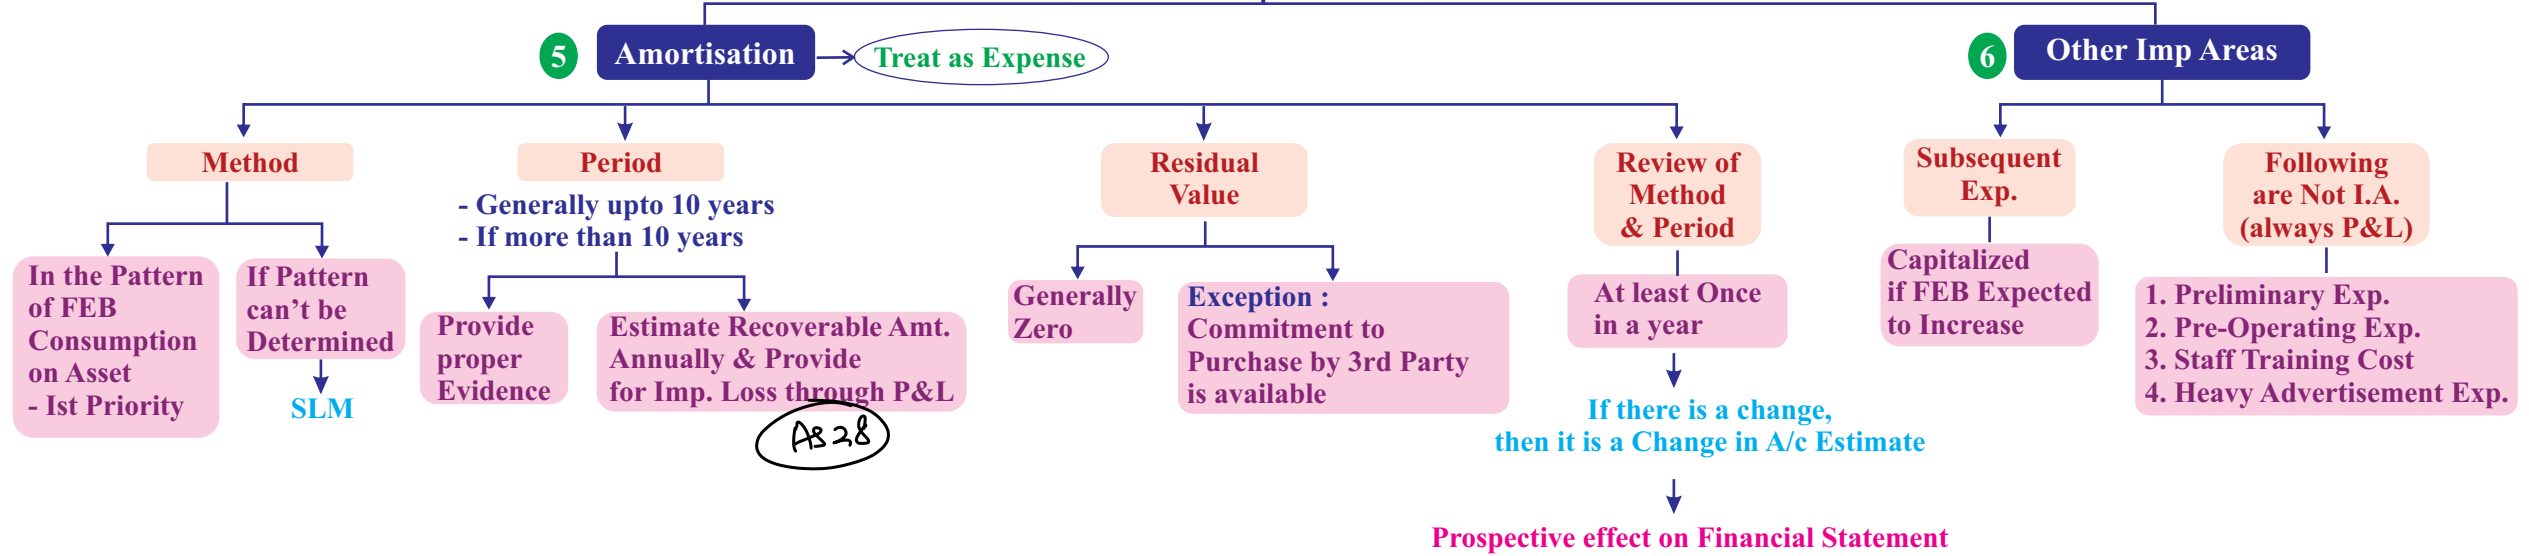 5
Amortisation
Treat as Expense
Method
In the Pattern
of FEB
Consumption
on Asset
- Ist Priority
If Pattern
can't be
Determined
SLM
Period
- Generally upto 10 years
- If more than 10 years
Provide
proper
Evidence
Estimate Recoverable Amt.
Annually & Provide
for Imp. Loss through P&L
AS28
Residual
Value
Generally
Zero
Exception :
Commitment to
Purchase by 3rd Party
is available
Review of
Method
& Period
At least Once
in a year
If there is a change,
then it is a Change in A/c Estimate
Prospective effect on Financial Statement
6
Other Imp Areas
Subsequent
Exp.
Capitalized
if FEB Expected
to Increase
Following
are Not I.A.
(always P&L)
1. Preliminary Exp.
2. Pre-Operating Exp.
3. Staff Training Cost
4. Heavy Advertisement Exp.